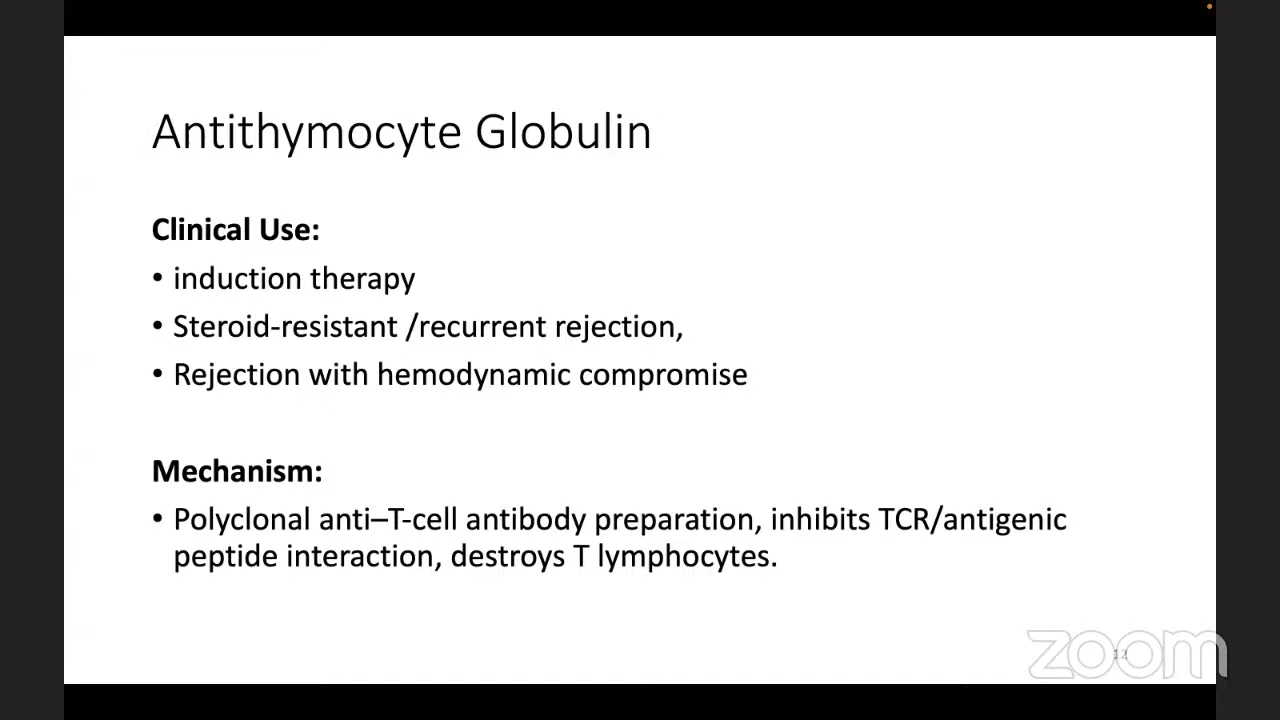 Antithymocyte Globulin
Clinical Use:
• induction therapy
• Steroid-resistant /recurrent rejection,
• Rejection with hemodynamic compromise
Mechanism:
• Polyclonal anti–T-cell antibody preparation, inhibits TCR/antigenic
peptide interaction, destroys T lymphocytes.
12
zoom